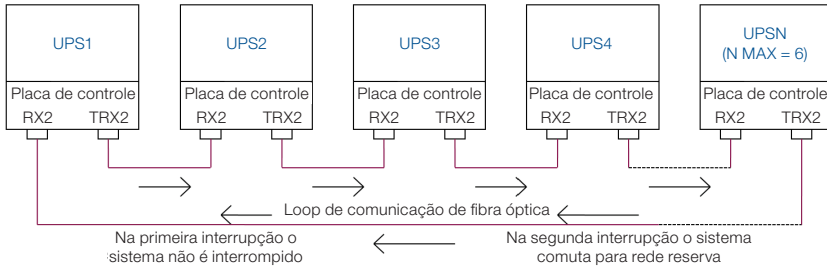 UPS1
UPS2
UPS3
UPS4
UPSN
(N MAX = 6)
Placa de controle
Placa de controle
Placa de controle
Placa de controle
Placa de controle
RX2 TRX2
RX2 TRX2
RX2 TRX2
RX2 TRX2
RX2 TRX2
Loop de comunicação de fibra óptica
Na primeira interrupção o
sistema não é interrompido
Na segunda interrupção o sistema
comuta para rede reserva